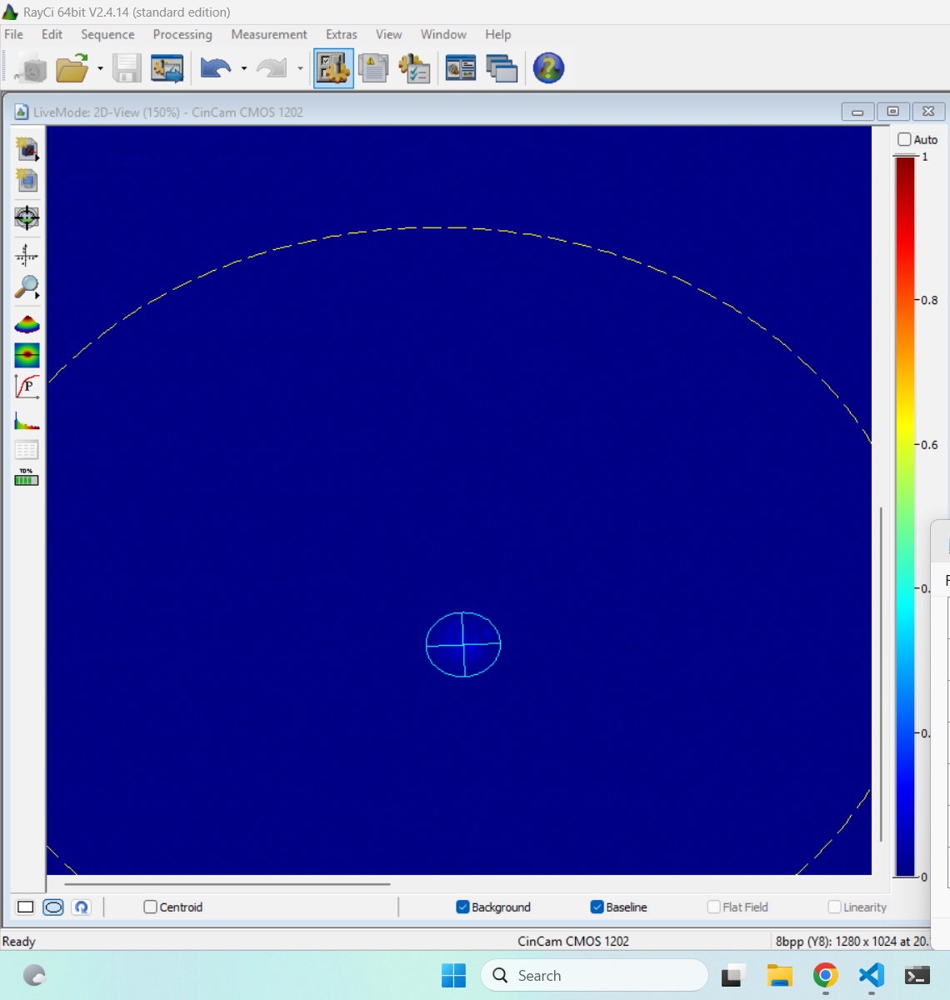 RayCi 64bit V2.4.14 (standard edition)
File Edit Sequence Processing Measurement Extras View Window Help
LiveMode: 2D-View (150%) - CinCam CMOS 1202
Auto
1
0.8
0.6
0.
0.
0
P
TD%
Centroid Background Baseline Flat Field Linearity
Ready CinCam CMOS 1202 8bpp (Y8): 1280 x 1024 at 20.
Search